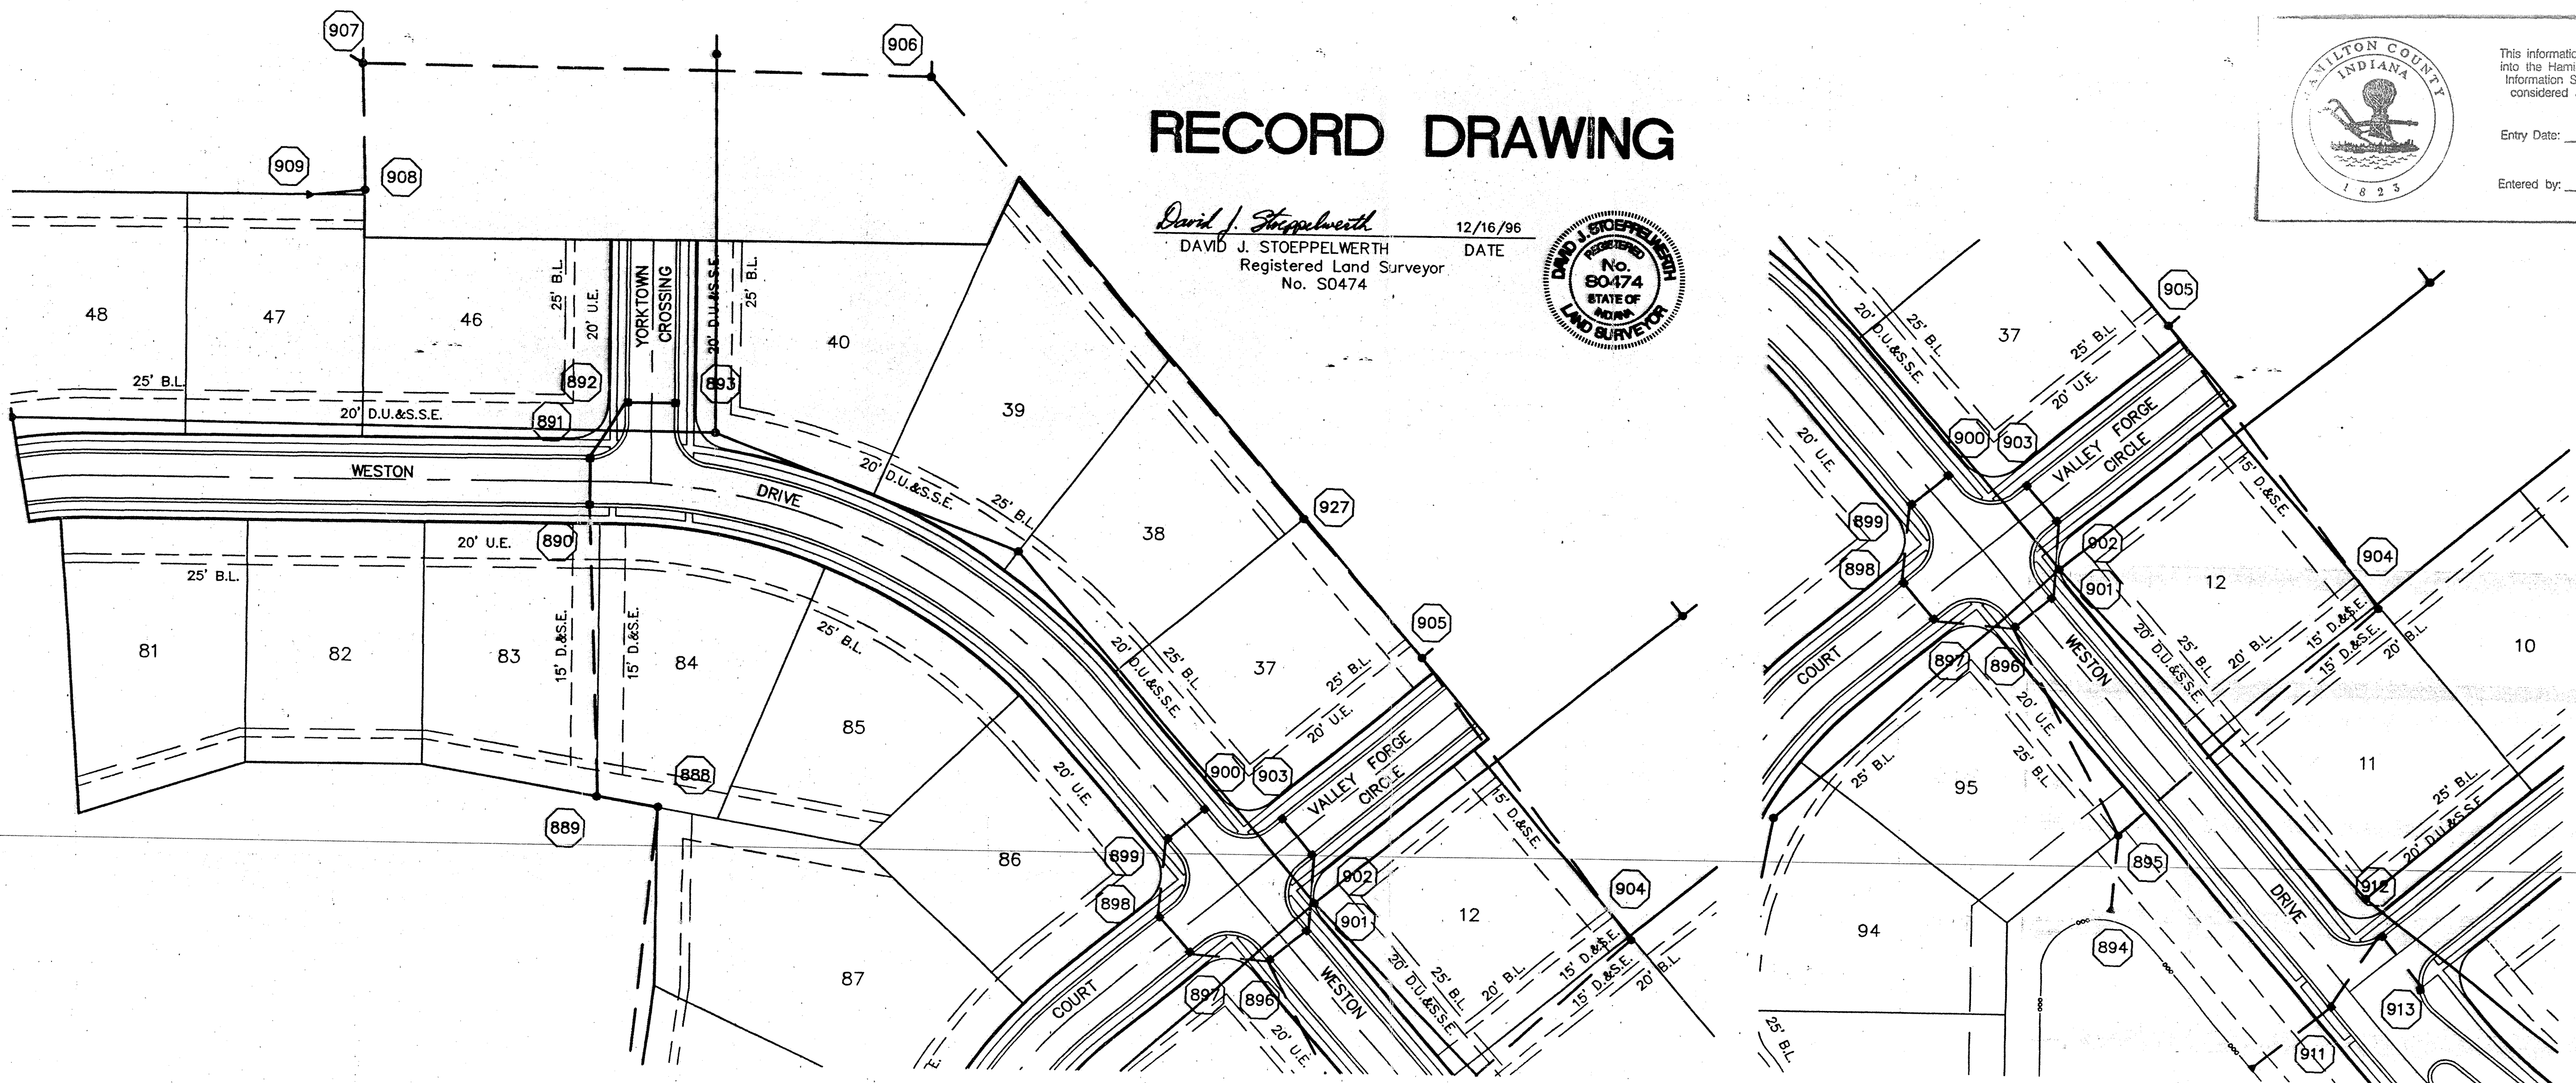 907
906
RECORD DRAWING
David J. Stoeppelwerth
12/16/96
DAVID J. STOEPPELWERTH
DATE
Registered Land Surveyor
No. S0474
DAVID J. STOEPPELWERTH
REGISTERED
No.
80474
STATE OF
INDIANA
LAND SURVEYOR
HAMILTON COUNTY
INDIANA
1823
This informatio
into the Hami
Information S
considered
Entry Date:
Entered by:
909
908
48
47
46
25' B.L.
20' U.E.
YORKTOWN
CROSSING
20' D.U.&S.S.E.
25' B.L.
40
39
25' B.L.
892
893
20' D.U.&S.S.E.
891
WESTON
DRIVE
20' D.U.&S.S.E.
25' B.L.
38
927
890
20' U.E.
25' B.L.
81
82
83
15' D.&S.E.
15' D.&S.E.
84
25' B.L.
85
20' D.U.&S.S.E.
25' B.L.
37
25' B.L.
20' U.E.
905
888
889
20' U.E.
900
903
VALLEY FORGE
CIRCLE
15' D.&S.E.
86
899
898
902
901
12
904
87
897
896
COURT
WESTON
20' U.E.
20' D.U.&S.S.E.
25' B.L.
20' B.L.
15' D.&S.E.
15' D.&S.E.
20' B.L.
905
37
20' D.U.&S.S.E.
25' B.L.
25' B.L.
20' U.E.
20' U.E.
900
903
VALLEY FORGE
CIRCLE
15' D.&S.E.
899
898
902
901
12
904
10
897
896
COURT
WESTON
20' U.E.
25' B.L.
20' D.U.&S.S.E.
25' B.L.
20' B.L.
15' D.&S.E.
15' D.&S.E.
20' B.L.
25' B.L.
95
11
25' B.L.
20' D.U.&S.S.E.
895
912
94
894
DRIVE
913
25' B.L.
911